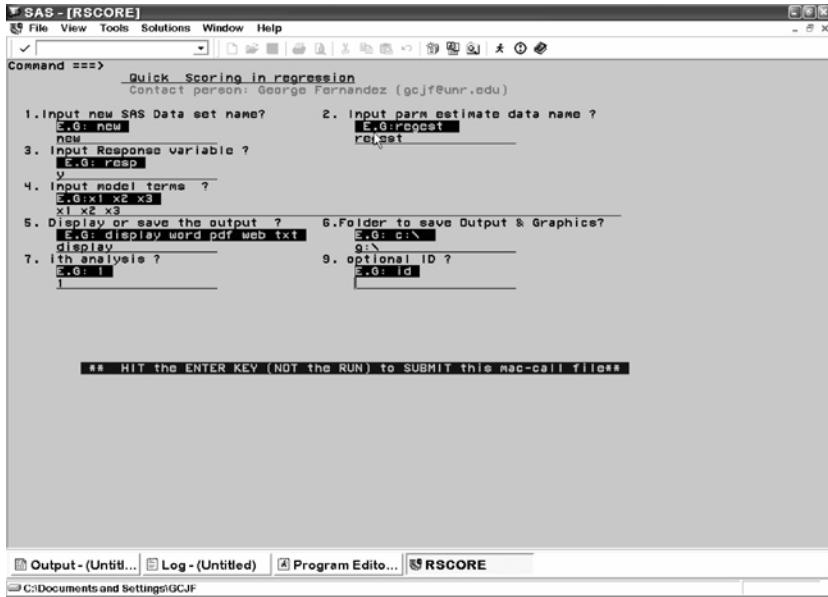 SAS - [RSCORE]
File View Tools Solutions Window Help
Command ===>
Quick Scoring in regression
Contact person: George Fernandez (gcjf@unr.edu)
1.Input new SAS Data set name? 2. Input parm estimate data name ?
E.G: new E.G:regest
new regest
3. Input Response variable ?
E.G: resp
y
4. Input model terms ?
E.G:x1 x2 x3
x1 x2 x3
5. Display or save the output ? 6.Folder to save Output & Graphics?
E.G: display word pdf web txt E.G: c:\
display g:\
7. ith analysis ? 9. optional ID ?
E.G: 1 E.G: id
1
** HIT the ENTER KEY (NOT the RUN) to SUBMIT this mac-call file**
Output - (Untitl... Log - (Untitled) Program Edito... RSCORE
C:\Documents and Settings\GCJF